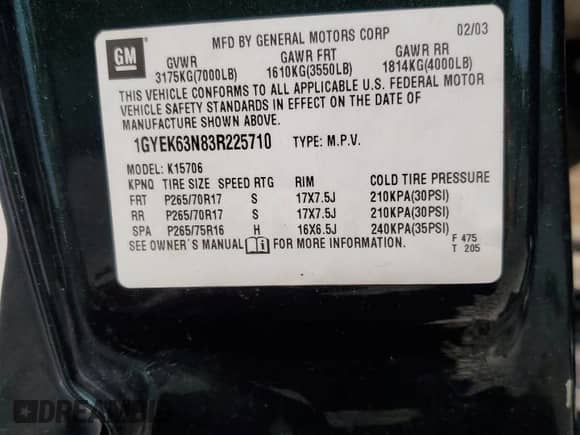 GM
MFD BY GENERAL MOTORS CORP 02/03
GVWR GAWR FRT GAWR RR
3175KG(7000LB) 1610KG(3550LB) 1814KG(4000LB)
THIS VEHICLE CONFORMS TO ALL APPLICABLE U.S. FEDERAL MOTOR
VEHICLE SAFETY STANDARDS IN EFFECT ON THE DATE OF
MANUFACTURE SHOWN ABOVE.
1GYEK63N83R225710 TYPE: M.P.V.
MODEL: K15706
KPNQ TIRE SIZE SPEED RTG RIM COLD TIRE PRESSURE
FRT P265/70R17 S 17X7.5J 210KPA(30PSI)
RR P265/70R17 S 17X7.5J 210KPA(30PSI)
SPA P265/75R16 H 16X6.5J 240KPA(35PSI)
SEE OWNER'S MANUAL FOR MORE INFORMATION. F 475
T 205
DREAMBID